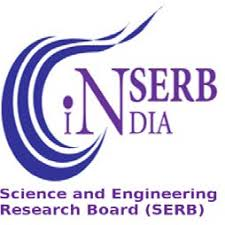 SERB
iNDIA
Science and Engineering
Research Board (SERB)